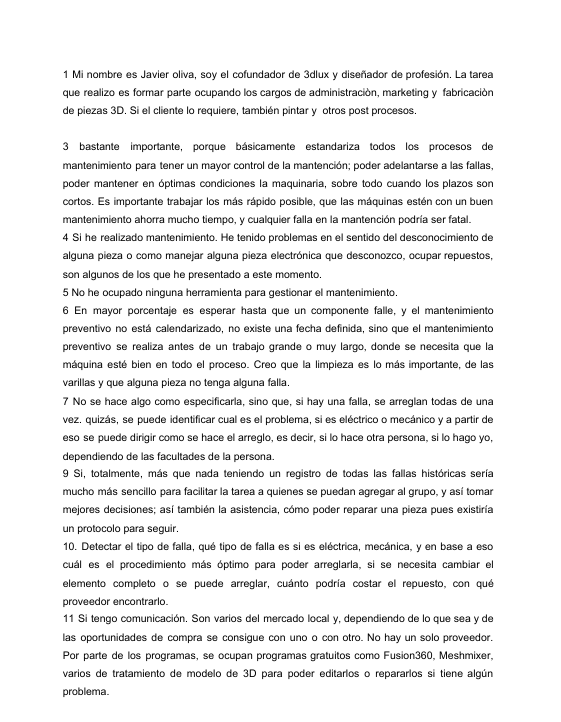 1 Mi nombre es Javier oliva, soy el cofundador de 3dlux y diseñador de profesión. La tarea
que realizo es formar parte ocupando los cargos de administraciòn, marketing y fabricaciòn
de piezas 3D. Si el cliente lo requiere, también pintar y otros post procesos.
3 bastante importante, porque básicamente estandariza todos los procesos de
mantenimiento para tener un mayor control de la mantención; poder adelantarse a las fallas,
poder mantener en óptimas condiciones la maquinaria, sobre todo cuando los plazos son
cortos. Es importante trabajar los más rápido posible, que las máquinas estén con un buen
mantenimiento ahorra mucho tiempo, y cualquier falla en la mantención podría ser fatal.
4 Si he realizado mantenimiento. He tenido problemas en el sentido del desconocimiento de
alguna pieza o como manejar alguna pieza electrónica que desconozco, ocupar repuestos,
son algunos de los que he presentado a este momento.
5 No he ocupado ninguna herramienta para gestionar el mantenimiento.
6 En mayor porcentaje es esperar hasta que un componente falle, y el mantenimiento
preventivo no está calendarizado, no existe una fecha definida, sino que el mantenimiento
preventivo se realiza antes de un trabajo grande o muy largo, donde se necesita que la
máquina esté bien en todo el proceso. Creo que la limpieza es lo más importante, de las
varillas y que alguna pieza no tenga alguna falla.
7 No se hace algo como especificarla, sino que, si hay una falla, se arreglan todas de una
vez. quizás, se puede identificar cual es el problema, si es eléctrico o mecánico y a partir de
eso se puede dirigir como se hace el arreglo, es decir, si lo hace otra persona, si lo hago yo,
dependiendo de las facultades de la persona.
9 Si, totalmente, más que nada teniendo un registro de todas las fallas históricas sería
mucho más sencillo para facilitar la tarea a quienes se puedan agregar al grupo, y así tomar
mejores decisiones; así también la asistencia, cómo poder reparar una pieza pues existiría
un protocolo para seguir.
10. Detectar el tipo de falla, qué tipo de falla es si es eléctrica, mecánica, y en base a eso
cuál es el procedimiento más óptimo para poder arreglarla, si se necesita cambiar el
elemento completo o se puede arreglar, cuánto podría costar el repuesto, con qué
proveedor encontrarlo.
11 Si tengo comunicación. Son varios del mercado local y, dependiendo de lo que sea y de
las oportunidades de compra se consigue con uno o con otro. No hay un solo proveedor.
Por parte de los programas, se ocupan programas gratuitos como Fusion360, Meshmixer,
varios de tratamiento de modelo de 3D para poder editarlos o repararlos si tiene algún
problema.